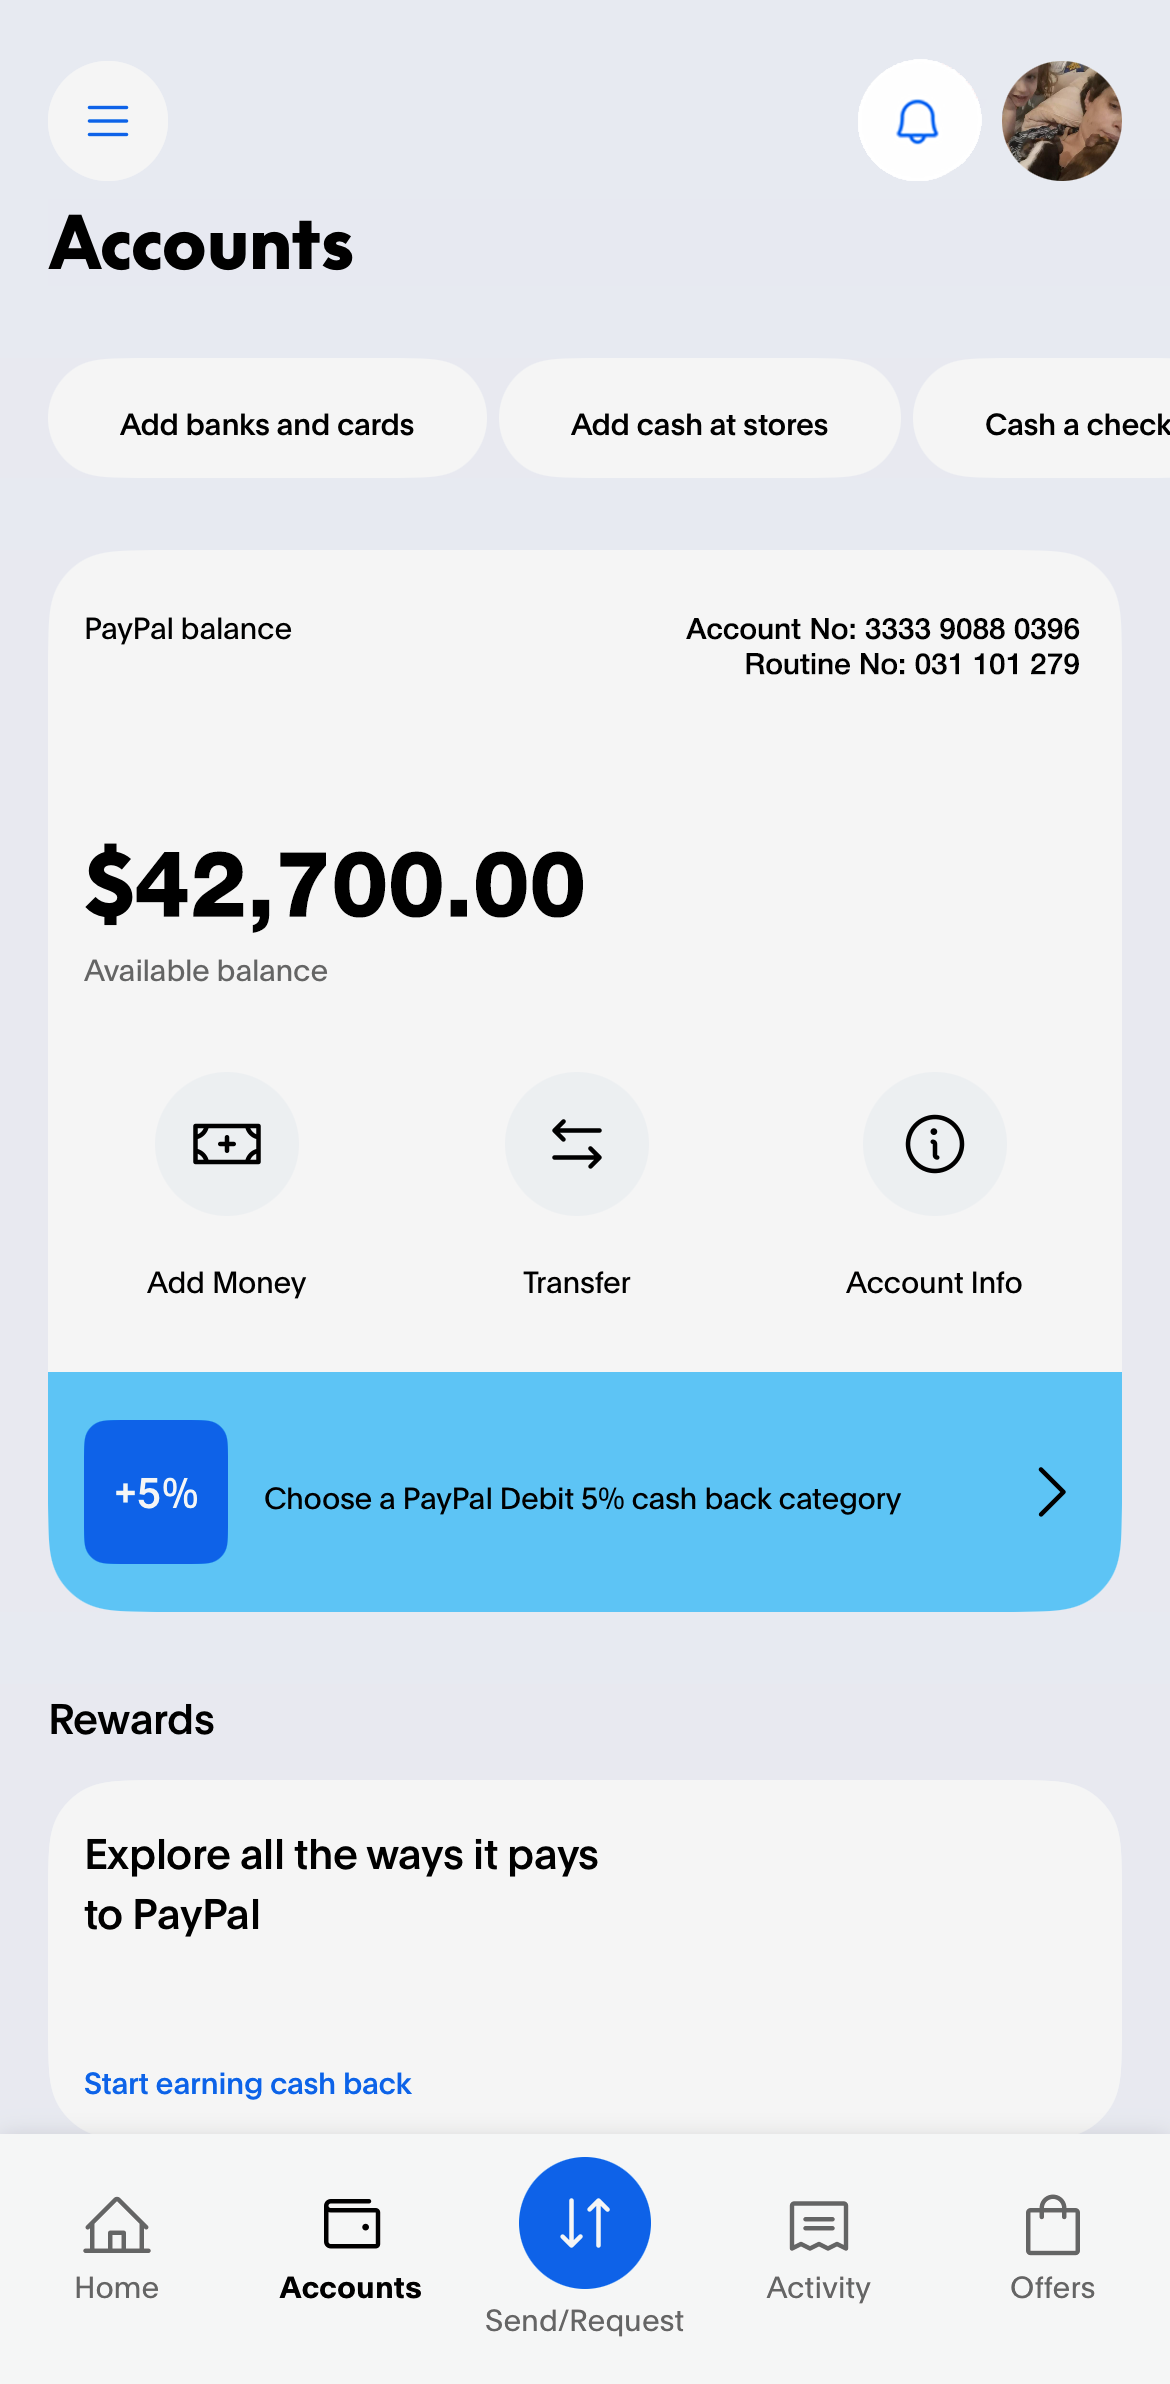 Accounts
Add banks and cards
Add cash at stores
Cash a check
PayPal balance
Account No: 3333 9088 0396
Routine No: 031 101 279
$42,700.00
Available balance
Add Money
Transfer
Account Info
+5%
Choose a PayPal Debit 5% cash back category
Rewards
Explore all the ways it pays
to PayPal
Start earning cash back
Home
Accounts
Send/Request
Activity
Offers